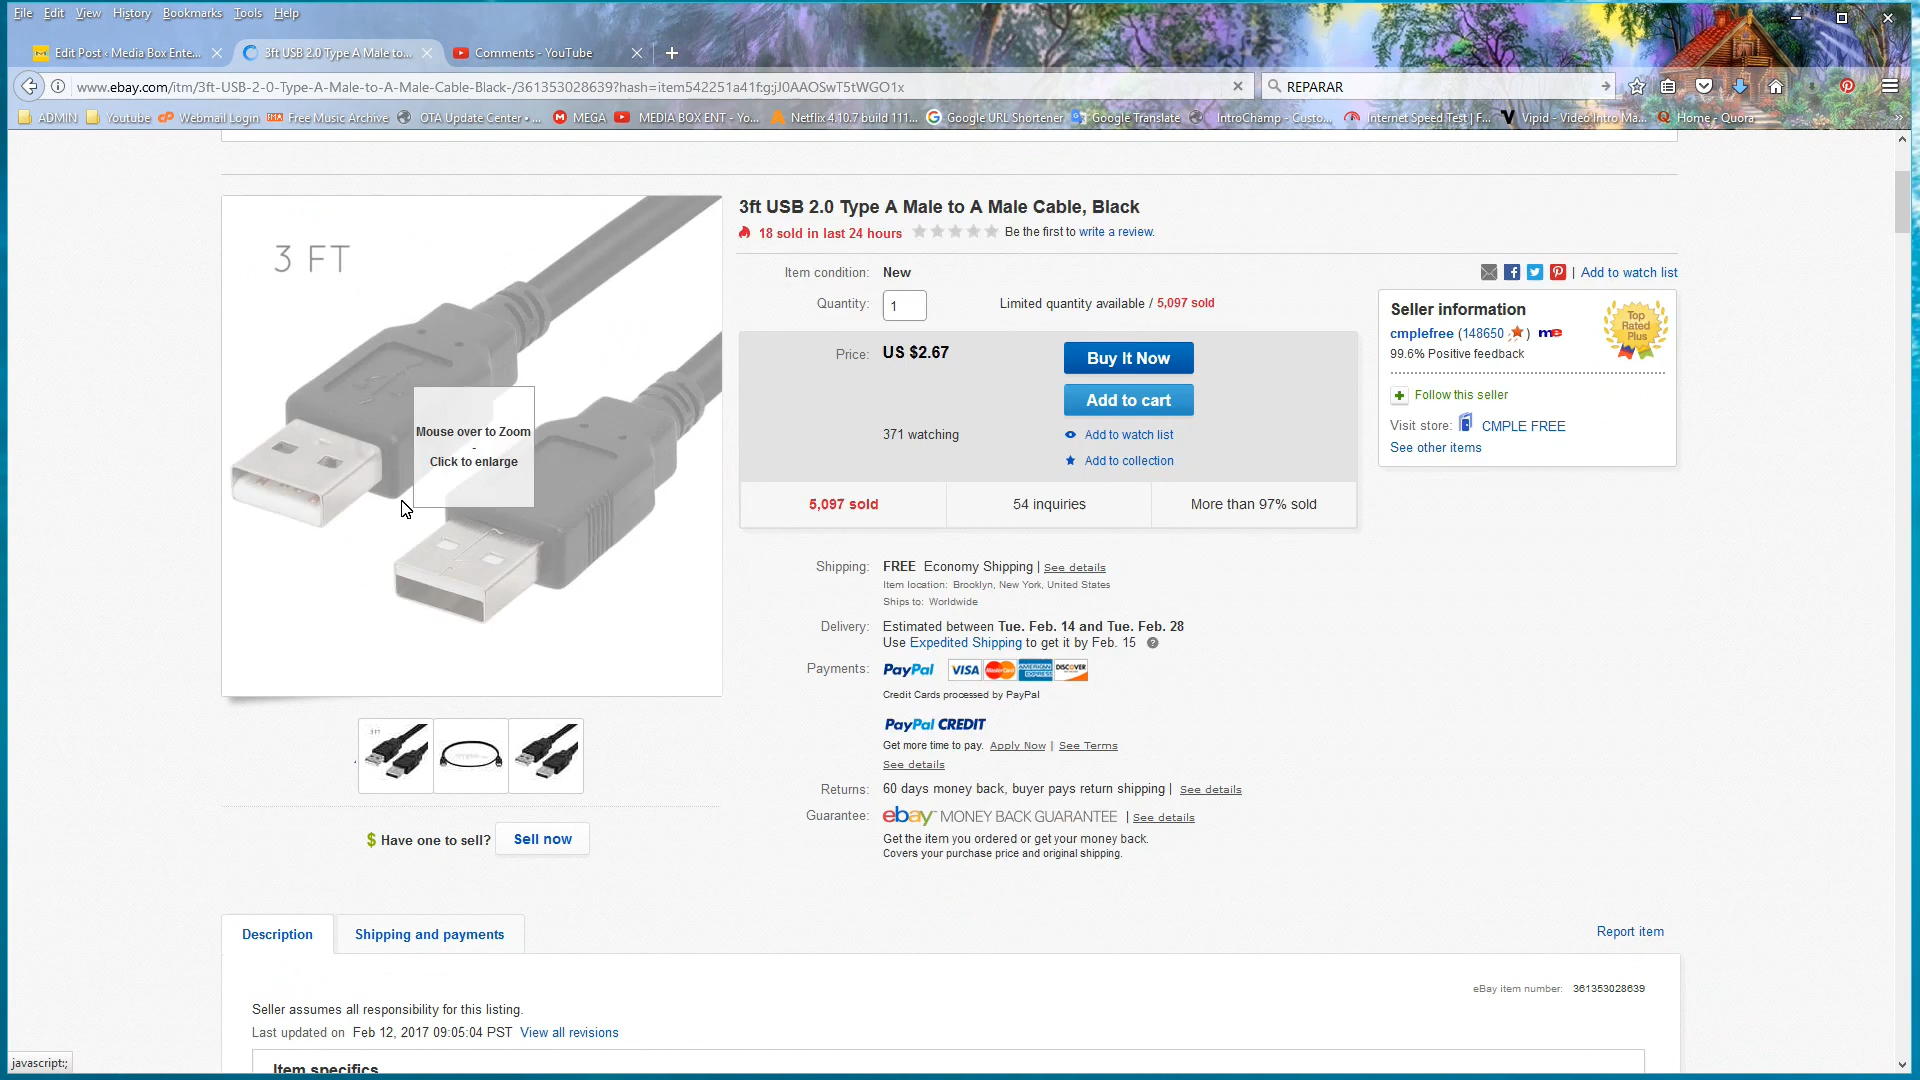 File Edit View History Bookmarks Tools Help
Edit Post ‹ Media Box Ente...
3ft USB 2.0 Type A Male to...
Comments - YouTube
www.ebay.com/itm/3ft-USB-2-0-Type-A-Male-to-A-Male-Cable-Black-/361353028639?hash=item542251a41f:g:jJ0AAOSwT5tWGO1x
REPARAR
ADMIN Youtube Webmail Login Free Music Archive OTA Update Center • ... MEGA MEDIA BOX ENT - Yo... Netflix 4.10.7 build 111... Google URL Shortener Google Translate IntroChamp - Custo... Internet Speed Test | F... Vipid - Video Intro Ma... Home - Quora
3 FT
Mouse over to Zoom
-
Click to enlarge
3ft USB 2.0 Type A Male to A Male Cable, Black
18 sold in last 24 hours Be the first to write a review.
Item condition: New
Quantity: 1 Limited quantity available / 5,097 sold
Price: US $2.67
Buy It Now
Add to cart
371 watching
Add to watch list
Add to collection
5,097 sold 54 inquiries More than 97% sold
| Add to watch list
Seller information
cmplefree (148650 ) me
99.6% Positive feedback
Top
Rated
Plus
Follow this seller
Visit store: CMPLE FREE
See other items
Shipping: FREE Economy Shipping | See details
Item location: Brooklyn, New York, United States
Ships to: Worldwide
Delivery: Estimated between Tue. Feb. 14 and Tue. Feb. 28
Use Expedited Shipping to get it by Feb. 15
Payments: PayPal VISA MasterCard AMERICAN EXPRESS DISCOVER
Credit Cards processed by PayPal
PayPal CREDIT
Get more time to pay. Apply Now | See Terms
See details
Returns: 60 days money back, buyer pays return shipping | See details
Guarantee: ebay MONEY BACK GUARANTEE | See details
Get the item you ordered or get your money back.
Covers your purchase price and original shipping.
3 FT
$ Have one to sell? Sell now
Description
Shipping and payments
Report item
eBay item number: 361353028639
Seller assumes all responsibility for this listing.
Last updated on Feb 12, 2017 09:05:04 PST View all revisions
Item specifics
javascript:;